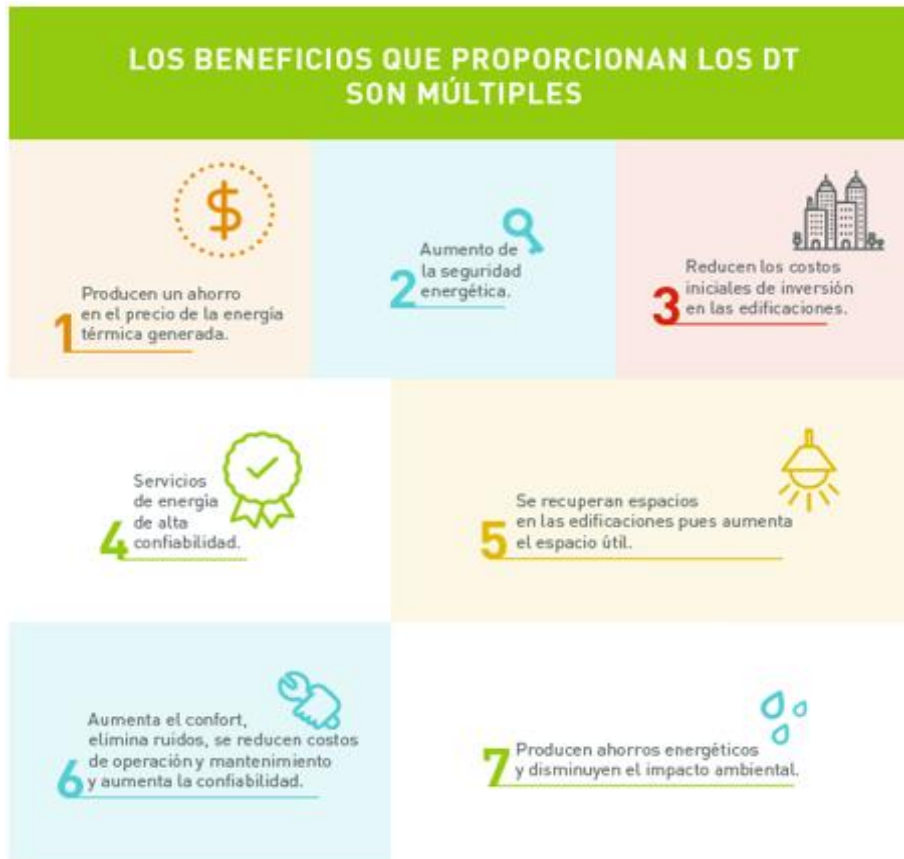 LOS BENEFICIOS QUE PROPORCIONAN LOS DT
SON MÚLTIPLES
$
1
Producen un ahorro
en el precio de la energía
térmica generada.
2
Aumento de
la seguridad
energética.
3
Reducen los costos
iniciales de inversión
en las edificaciones.
4
Servicios
de energía
de alta
confiabilidad.
5
Se recuperan espacios
en las edificaciones pues aumenta
el espacio útil.
6
Aumenta el confort,
elimina ruidos, se reducen costos
de operación y mantenimiento
y aumenta la confiabilidad.
7
Producen ahorros energéticos
y disminuyen el impacto ambiental.